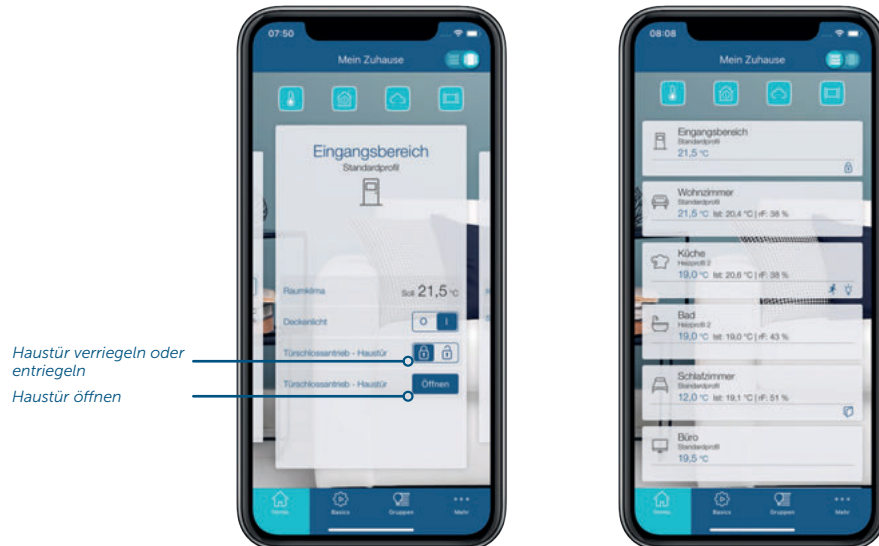 Haustür verriegeln oder
entriegeln
Haustür öffnen
07:50
Mein Zuhause
Eingangsbereich
Standardprofil
Raumklima Soll 21,5 °C
Deckenlicht O I
Türschlossantrieb - Haustür
Türschlossantrieb - Haustür Öffnen
Home
Basics
Gruppen
Mehr
08:08
Mein Zuhause
Eingangsbereich
Standardprofil
21,5 °C
Wohnzimmer
Standardprofil
21,5 °C Ist: 20,4 °C | rF: 38 %
Küche
Heizprofil 2
19,0 °C Ist: 20,6 °C | rF: 38 %
Bad
Heizprofil 2
19,0 °C Ist: 19,0 °C | rF: 43 %
Schlafzimmer
Standardprofil
12,0 °C Ist: 19,1 °C | rF: 51 %
Büro
Standardprofil
19,5 °C
Home
Basics
Gruppen
Mehr